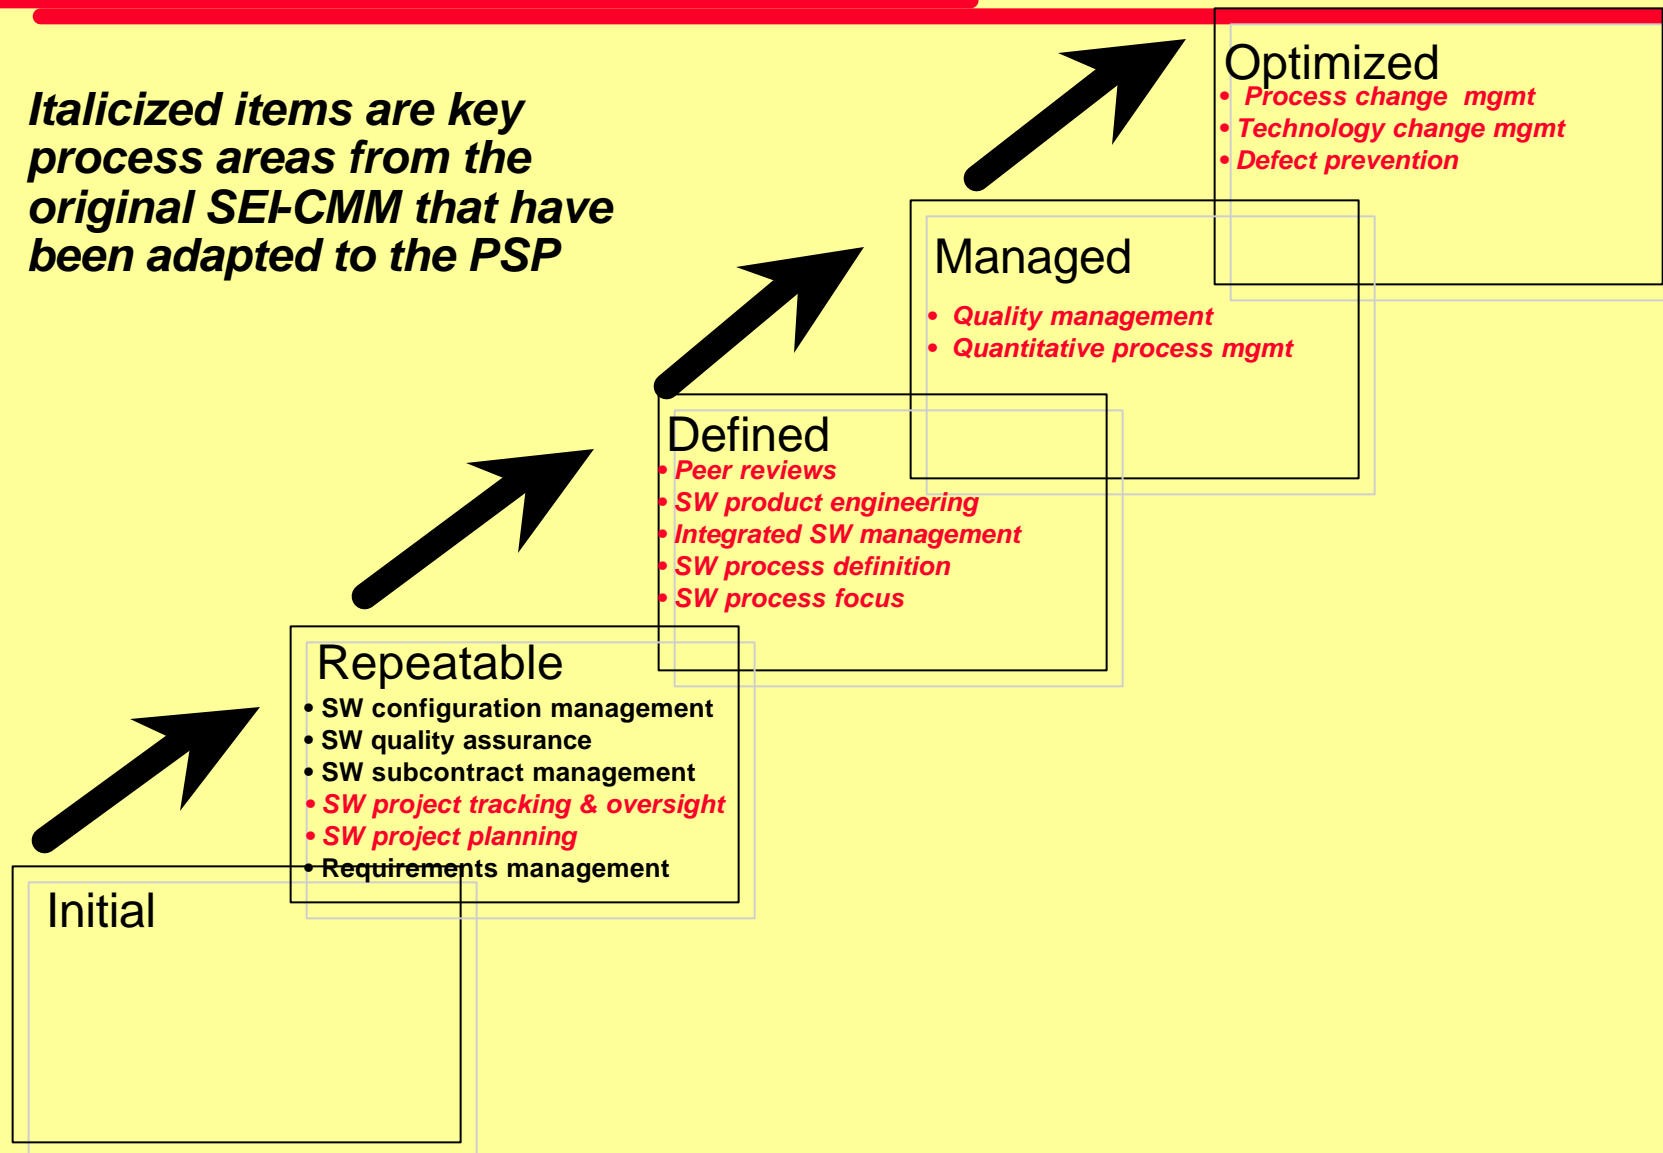 Italicized items are key
process areas from the
original SEI-CMM that have
been adapted to the PSP
Optimized
• Process change mgmt
• Technology change mgmt
• Defect prevention
Managed
• Quality management
• Quantitative process mgmt
Defined
• Peer reviews
• SW product engineering
• Integrated SW management
• SW process definition
• SW process focus
Repeatable
• SW configuration management
• SW quality assurance
• SW subcontract management
• SW project tracking & oversight
• SW project planning
• Requirements management
Initial